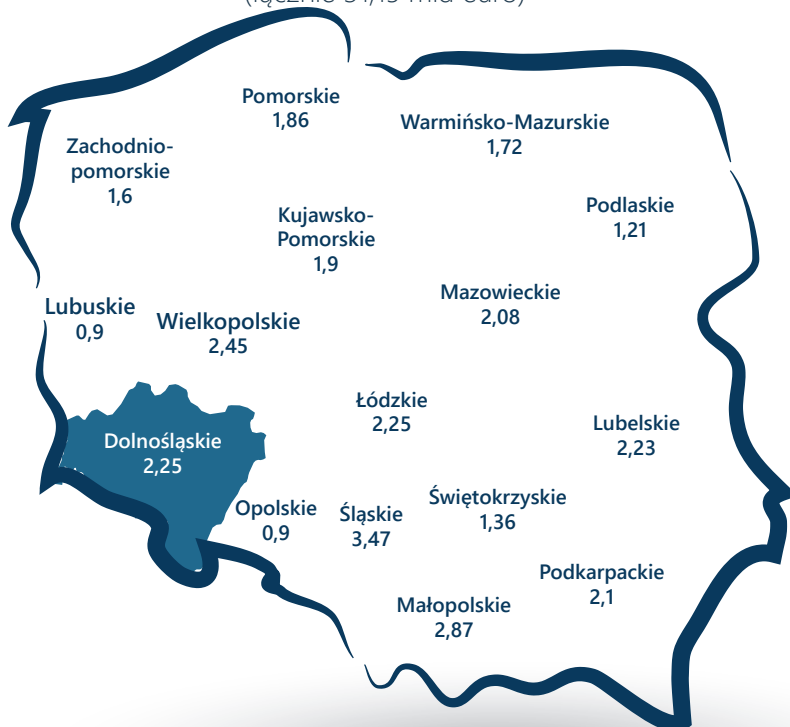 Pomorskie
1,86
Warmińsko-Mazurskie
1,72
Zachodnio-
pomorskie
1,6
Podlaskie
1,21
Kujawsko-
Pomorskie
1,9
Mazowieckie
2,08
Lubuskie
0,9
Wielkopolskie
2,45
Łódzkie
2,25
Lubelskie
2,23
Dolnośląskie
2,25
Świętokrzyskie
1,36
Opolskie
0,9
Śląskie
3,47
Podkarpackie
2,1
Małopolskie
2,87